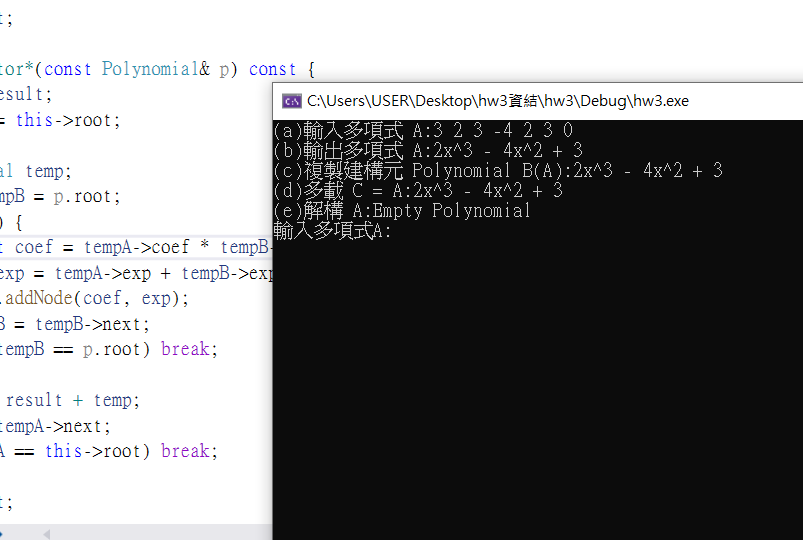 t;
tor*(const Polynomial& p) const {
esult;
= this->root;
al temp;
mpB = p.root;
) {
t coef = tempA->coef * tempB-
exp = tempA->exp + tempB->exp
.addNode(coef, exp);
B = tempB->next;
tempB == p.root) break;
result + temp;
tempA->next;
A == this->root) break;
t;
C:\Users\USER\Desktop\hw3資結\hw3\Debug\hw3.exe
(a)輸入多項式 A:3 2 3 -4 2 3 0
(b)輸出多項式 A:2x^3 - 4x^2 + 3
(c)複製建構元 Polynomial B(A):2x^3 - 4x^2 + 3
(d)多載 C = A:2x^3 - 4x^2 + 3
(e)解構 A:Empty Polynomial
輸入多項式A: